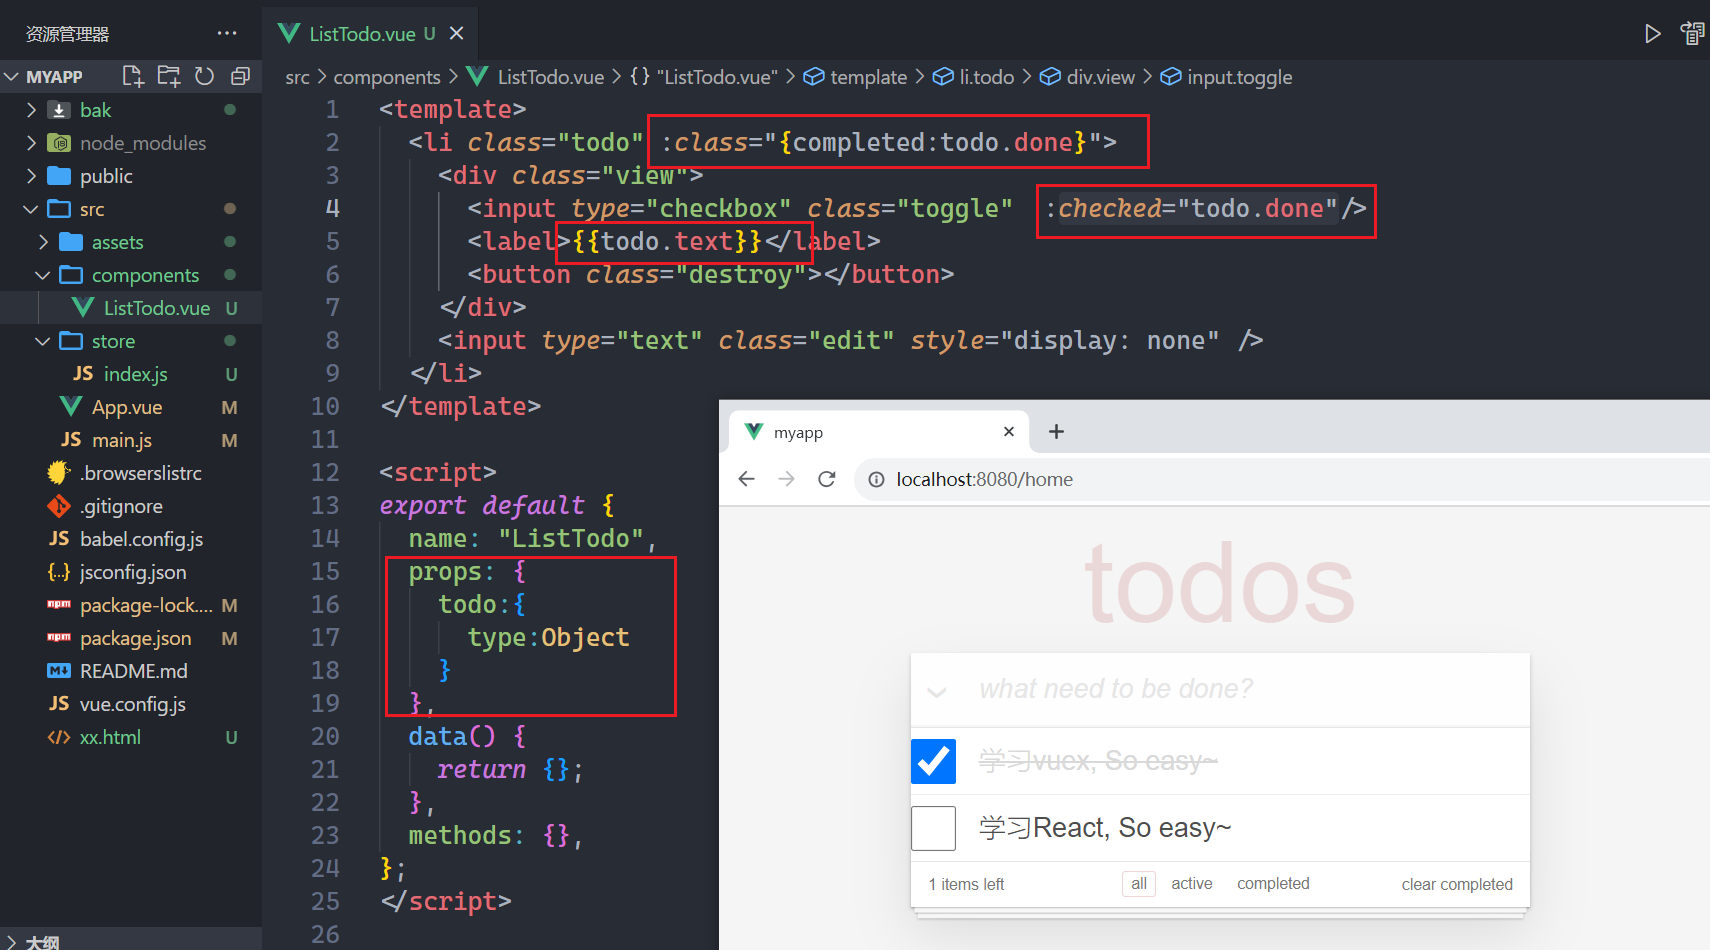 资源管理器 ...
MYAPP
bak
node_modules
public
src
assets
components
ListTodo.vue U
store
JS index.js U
App.vue M
JS main.js M
.browserslistrc
.gitignore
JS babel.config.js
{..} jsconfig.json
npm package-lock.... M
npm package.json M
README.md
JS vue.config.js
</> xx.html U
大纲
ListTodo.vue U ×
src > components > ListTodo.vue > {} "ListTodo.vue" > template > li.todo > div.view > input.toggle
1 <template>
2 <li class="todo" :class="{completed:todo.done}">
3 <div class="view">
4 <input type="checkbox" class="toggle" :checked="todo.done"/>
5 <label>{{todo.text}}</label>
6 <button class="destroy"></button>
7 </div>
8 <input type="text" class="edit" style="display: none" />
9 </li>
10 </template>
11
12 <script>
13 export default {
14 name: "ListTodo",
15 props: {
16 todo:{
17 type:Object
18 }
19 },
20 data() {
21 return {};
22 },
23 methods: {},
24 };
25 </script>
26
myapp × +
localhost:8080/home
todos
what need to be done?
学习vuex, So easy~
学习React, So easy~
1 items left all active completed clear completed